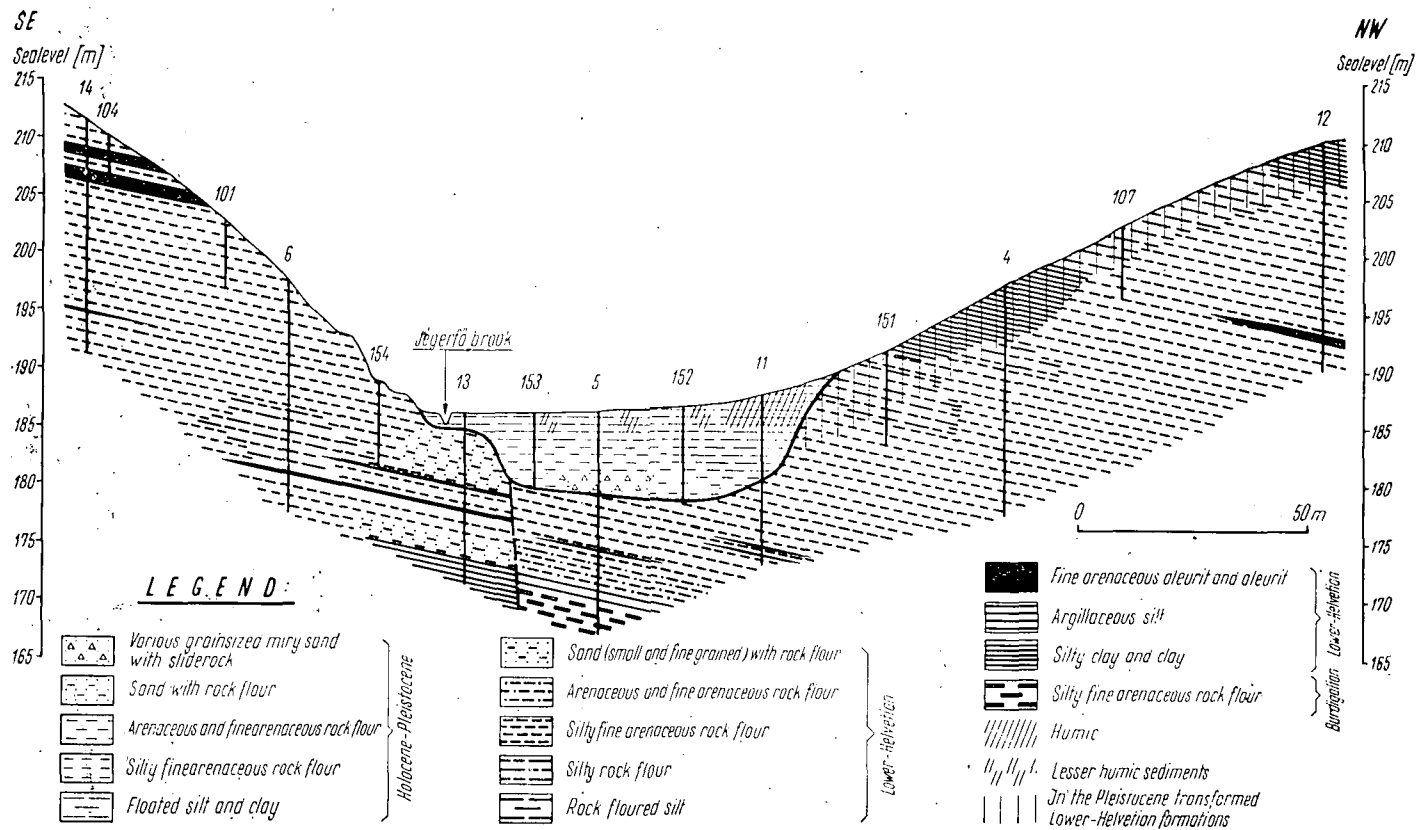 SE
Sealevel [m]
NW
Sealevel [m]
215
210
205
200
195
190
185
180
175
170
165
215
210
205
200
195
190
185
180
175
170
165
14
104
101
6
154
Jégerfő brook
13
153
5
152
11
151
4
107
12
0
50 m
LEGEND:
Various grainsized miry sand
with sliderock
Sand with rock flour
Arenaceous and finearenaceous rock flour
Silty finearenaceous rock flour
Floated silt and clay
Holocene-Pleistocene
Sand (small and fine grained) with rock flour
Arenaceous and fine arenaceous rock flour
Silty fine arenaceous rock flour
Silty rock flour
Rock floured silt
Lower-Helvetian
Fine arenaceous aleurit and aleurit
Argillaceous silt
Silty clay and clay
Lower-Helvetian
Silty fine arenaceous rock flour
Burdigalian
Humic
Lesser humic sediments
In the Pleistocene transformed
Lower-Helvetian formations